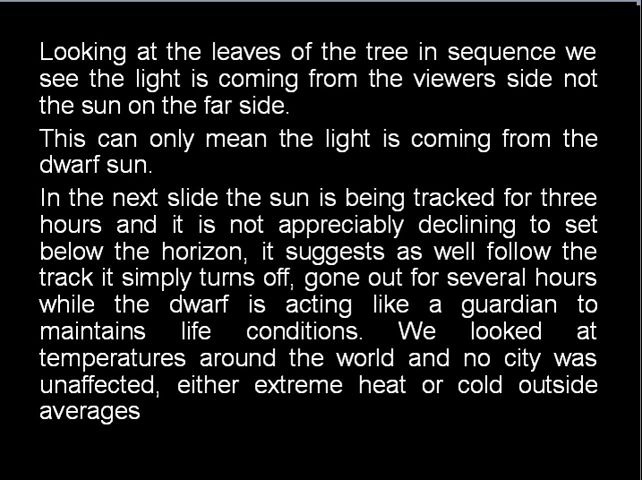 Looking at the leaves of the tree in sequence we
see the light is coming from the viewers side not
the sun on the far side.
This can only mean the light is coming from the
dwarf sun.
In the next slide the sun is being tracked for three
hours and it is not appreciably declining to set
below the horizon, it suggests as well follow the
track it simply turns off, gone out for several hours
while the dwarf is acting like a guardian to
maintains life conditions. We looked at
temperatures around the world and no city was
unaffected, either extreme heat or cold outside
averages